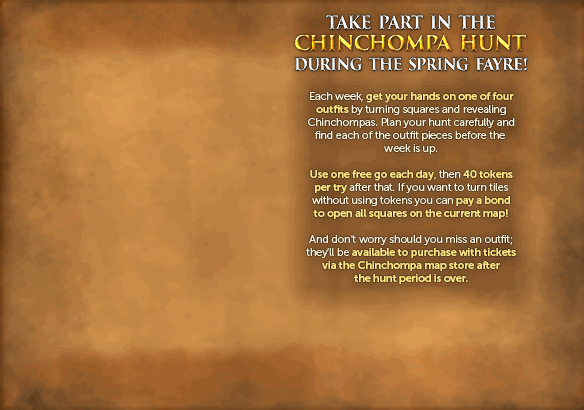 TAKE PART IN THE
CHINCHOMPA HUNT
DURING THE SPRING FAYRE!
Each week, get your hands on one of four
outfits by turning squares and revealing
Chinchompas. Plan your hunt carefully and
find each of the outfit pieces before the
week is up.
Use one free go each day, then 40 tokens
per try after that. If you want to turn tiles
without using tokens you can pay a bond
to open all squares on the current map!
And don't worry should you miss an outfit;
they'll be available to purchase with tickets
via the Chinchompa map store after
the hunt period is over.